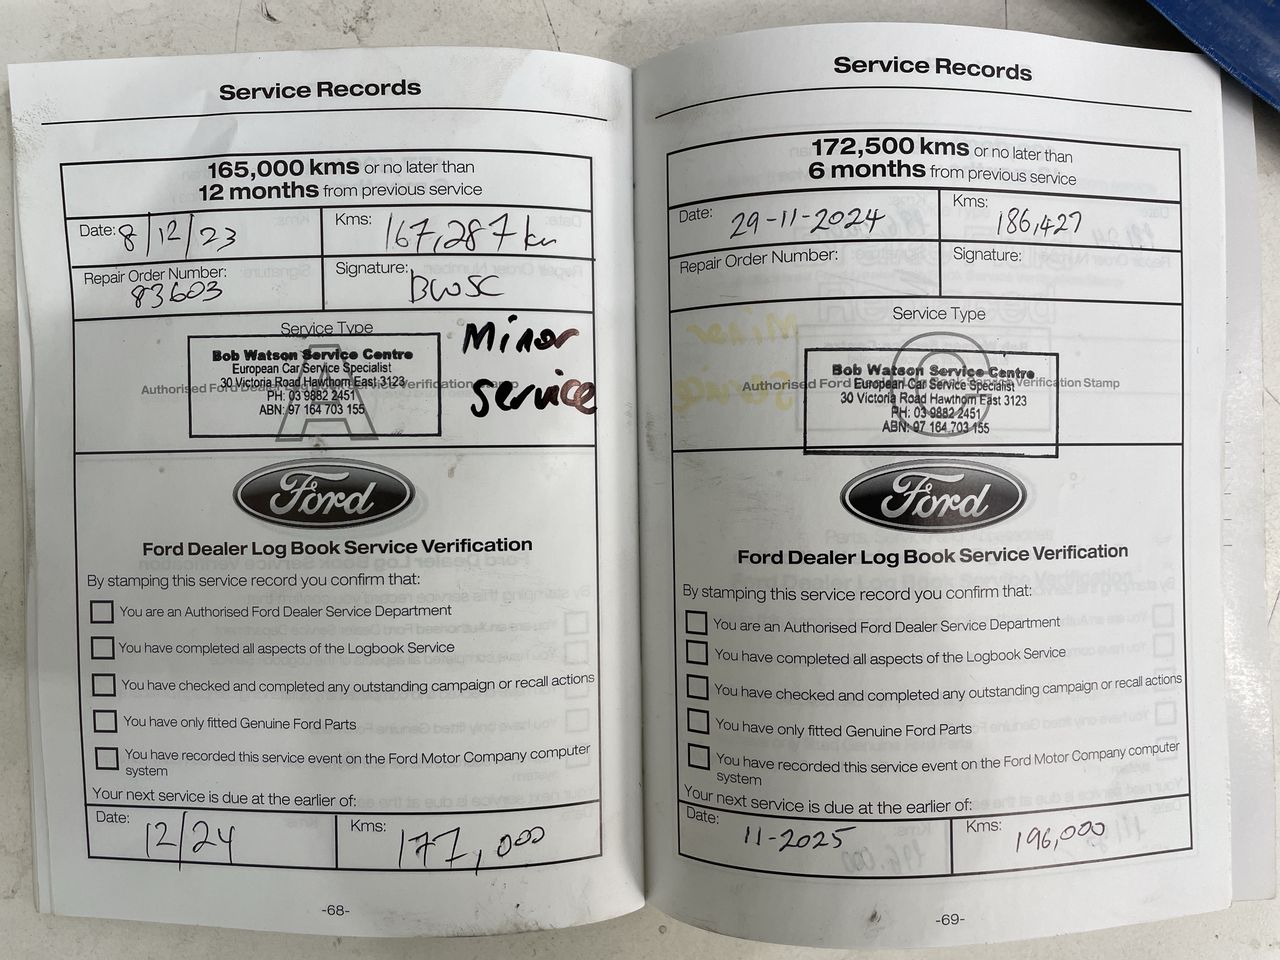 Service Records
165,000 kms or no later than
12 months from previous service
Date: 8/12/23
Kms: 167,287 km
Repair Order Number: 83603
Signature: BWSC
Service Type
Minor
Service
A
Authorised Ford Service Verification Stamp
Bob Watson Service Centre
European Car Service Specialist
30 Victoria Road Hawthorn East 3123
PH: 03 9882 2451
ABN: 97 164 703 155
Ford
Ford Dealer Log Book Service Verification
By stamping this service record you confirm that:
You are an Authorised Ford Dealer Service Department
You have completed all aspects of the Logbook Service
You have checked and completed any outstanding campaign or recall actions
You have only fitted Genuine Ford Parts
You have recorded this service event on the Ford Motor Company computer
system
Your next service is due at the earlier of:
Date: 12/24
Kms: 177,000
-68-
Service Records
172,500 kms or no later than
6 months from previous service
Date: 29-11-2024
Kms: 186,427
Repair Order Number:
Signature:
Service Type
C
Authorised Ford Service Verification Stamp
Bob Watson Service Centre
European Car Service Specialist
30 Victoria Road Hawthorn East 3123
PH: 03 9882 2451
ABN: 97 164 703 155
Ford
Ford Dealer Log Book Service Verification
By stamping this service record you confirm that:
You are an Authorised Ford Dealer Service Department
You have completed all aspects of the Logbook Service
You have checked and completed any outstanding campaign or recall actions
You have only fitted Genuine Ford Parts
You have recorded this service event on the Ford Motor Company computer
system
Your next service is due at the earlier of:
Date: 11-2025
Kms: 196,000
-69-